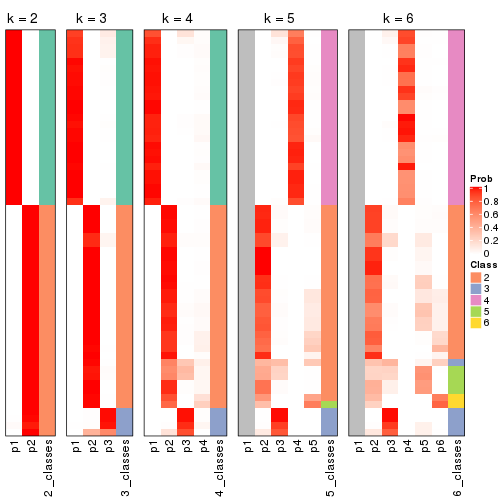 k = 2 k = 3 k = 4 k = 5 k = 6
Prob
1
0.8
0.6
0.4
0.2
0
Class
2
3
4
5
6
p1 p2 2_classes p1 p2 p3 3_classes p1 p2 p3 p4 4_classes p1 p2 p3 p4 p5 5_classes p1 p2 p3 p4 p5 p6 6_classes